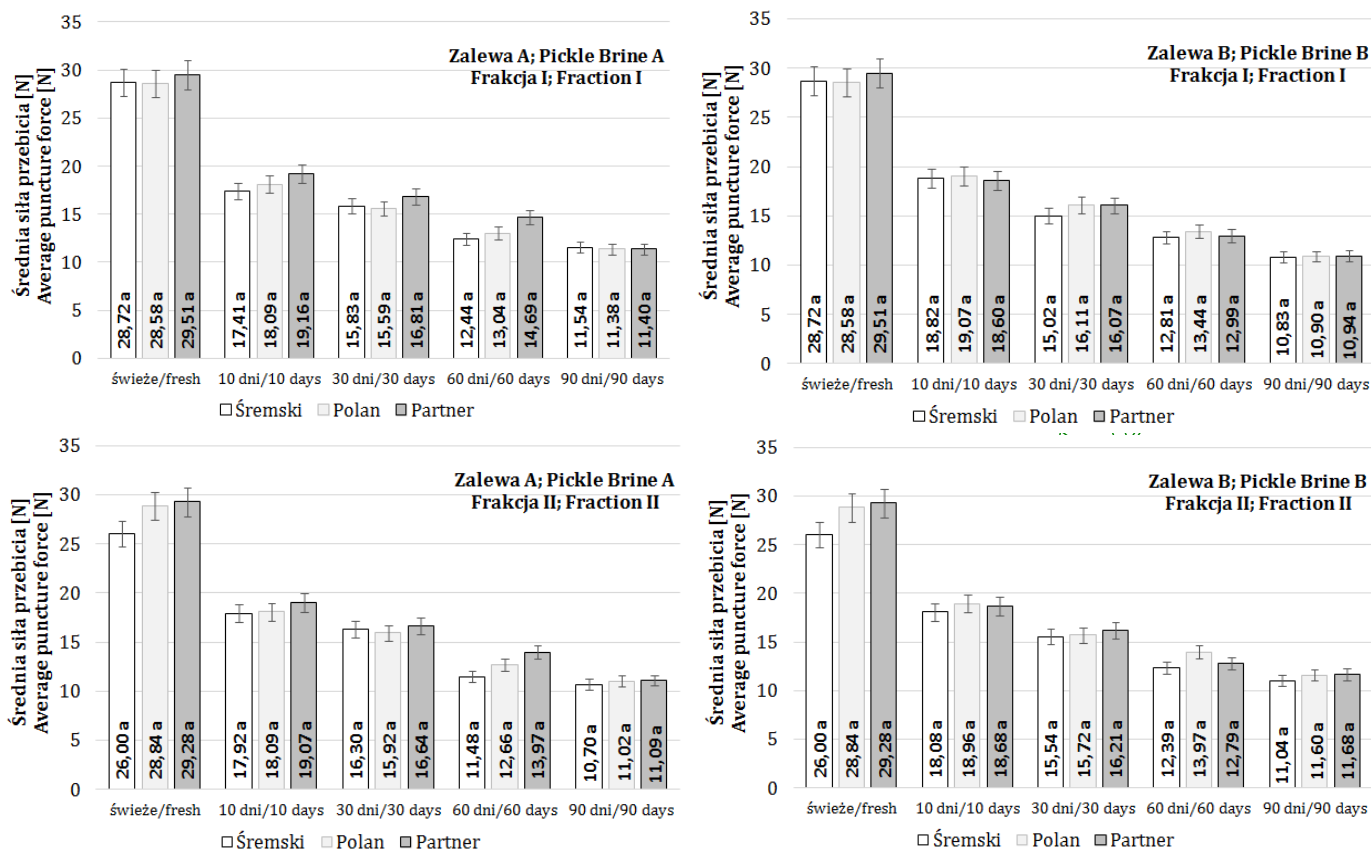 Średnia siła przebicia [N]
Average puncture force [N]
35
30
25
20
15
10
5
0
Zalewa A; Pickle Brine A
Frakcja I; Fraction I
28,72 a
28,58 a
29,51 a
17,41 a
18,09 a
19,16 a
15,83 a
15,59 a
16,81 a
12,44 a
13,04 a
14,69 a
11,54 a
11,38 a
11,40 a
świeże/fresh 10 dni/10 days 30 dni/30 days 60 dni/60 days 90 dni/90 days
Śremski Polan Partner
Średnia siła przebicia [N]
Average puncture force [N]
35
30
25
20
15
10
5
0
Zalewa B; Pickle Brine B
Frakcja I; Fraction I
28,72 a
28,58 a
29,51 a
18,82 a
19,07 a
18,60 a
15,02 a
16,11 a
16,07 a
12,81 a
13,44 a
12,99 a
10,83 a
10,90 a
10,94 a
świeże/fresh 10 dni/10 days 30 dni/30 days 60 dni/60 days 90 dni/90 days
Śremski Polan Partner
Średnia siła przebicia [N]
Average puncture force [N]
35
30
25
20
15
10
5
0
Zalewa A; Pickle Brine A
Frakcja II; Fraction II
26,00 a
28,84 a
29,28 a
17,92 a
18,09 a
19,07 a
16,30 a
15,92 a
16,64 a
11,48 a
12,66 a
13,97 a
10,70 a
11,02 a
11,09 a
świeże/fresh 10 dni/10 days 30 dni/30 days 60 dni/60 days 90 dni/90 days
Śremski Polan Partner
Średnia siła przebicia [N]
Average puncture force [N]
35
30
25
20
15
10
5
0
Zalewa B; Pickle Brine B
Frakcja II; Fraction II
26,00 a
28,84 a
29,28 a
18,08 a
18,96 a
18,68 a
15,54 a
15,72 a
16,21 a
12,39 a
13,97 a
12,79 a
11,04 a
11,60 a
11,68 a
świeże/fresh 10 dni/10 days 30 dni/30 days 60 dni/60 days 90 dni/90 days
Śremski Polan Partner